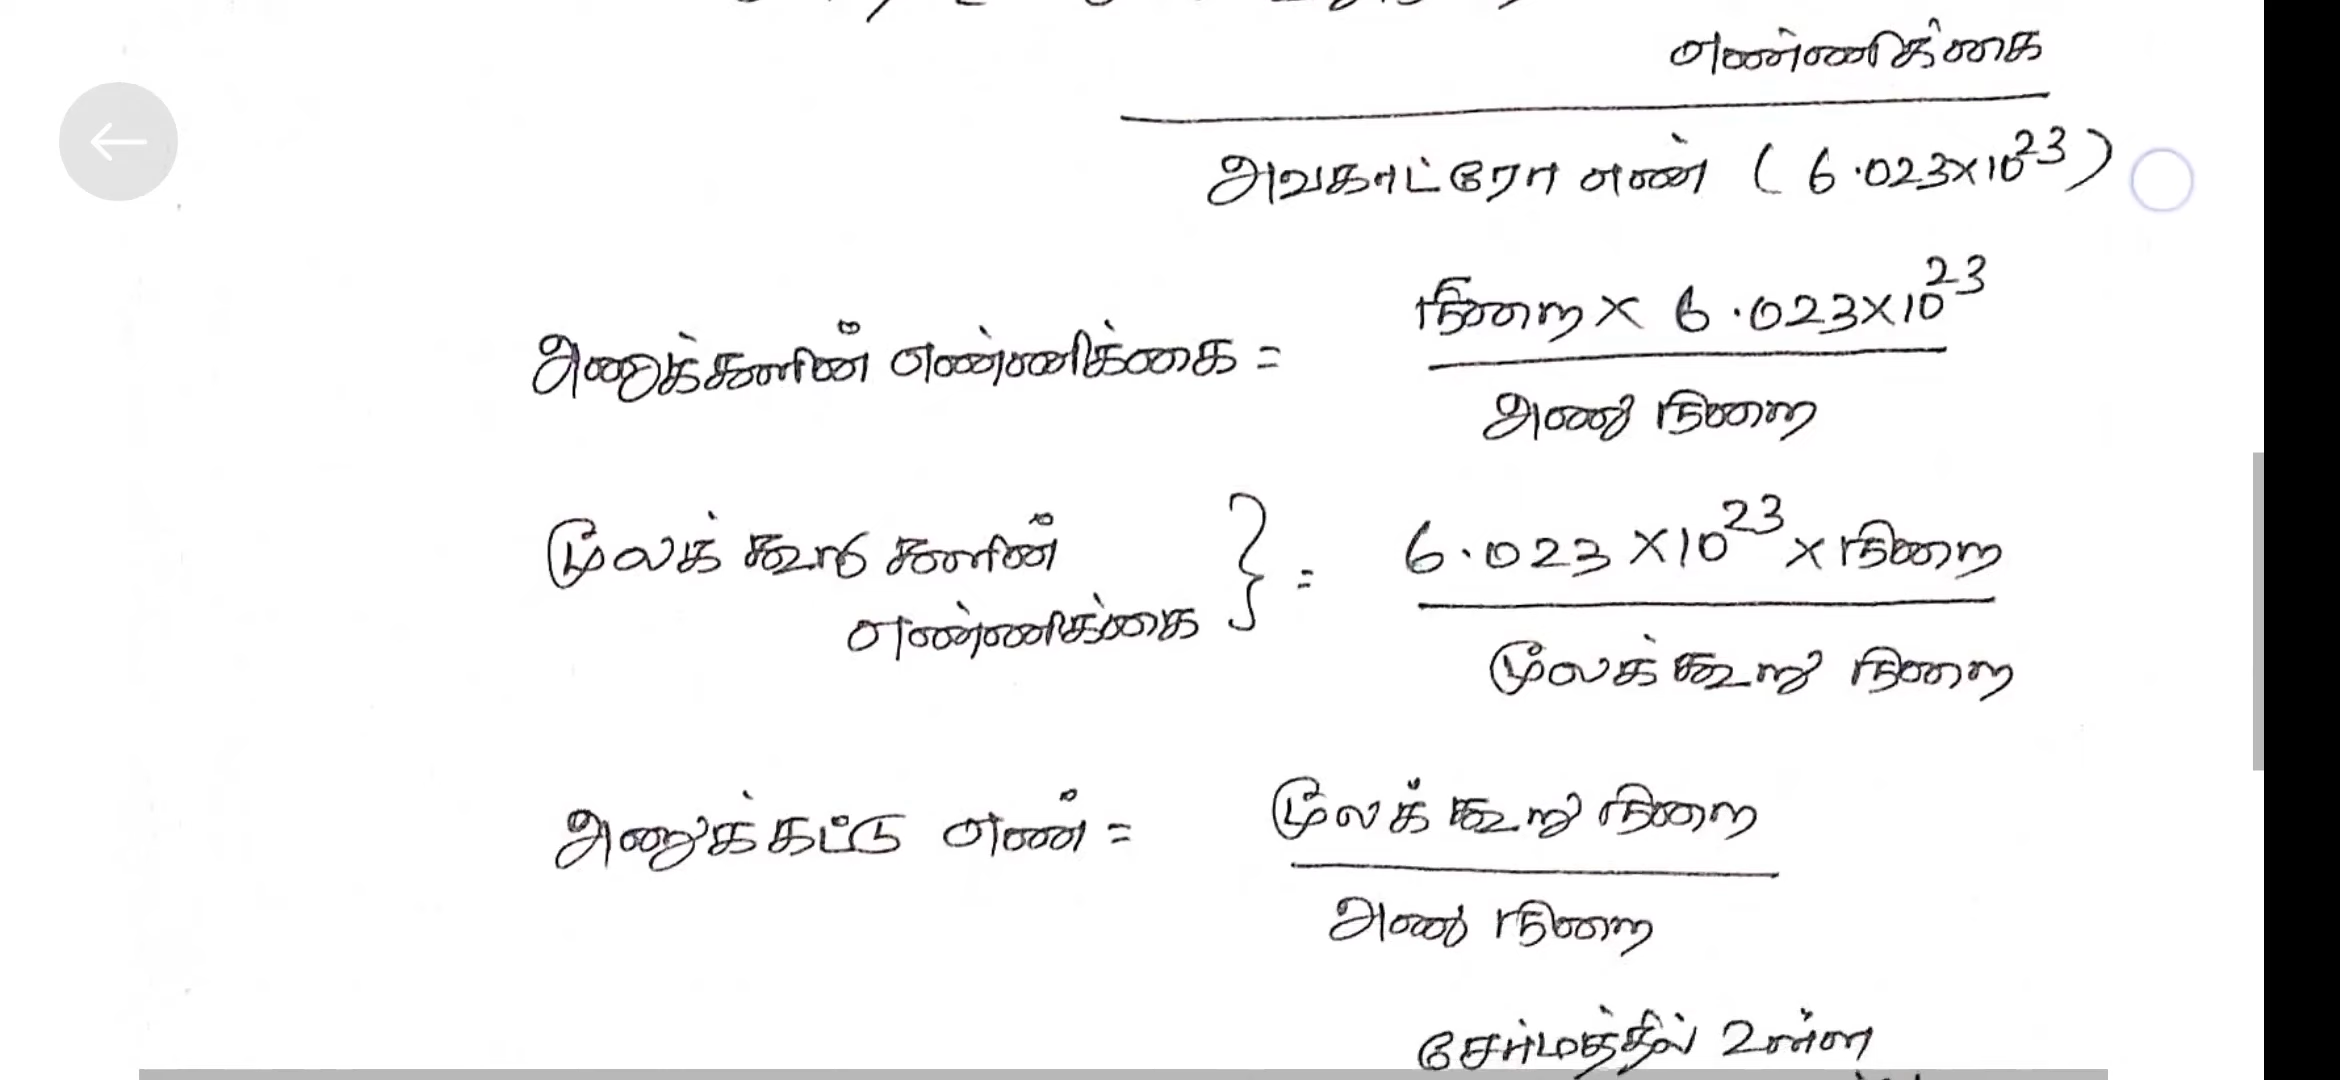 எண்ணிக்கை
அவகாட்ரோ எண் ( 6.023×10²³ )
நிறை × 6.023×10²³
அணுக்களின் எண்ணிக்கை =
அணு நிறை
மூலக் கூறு களின்
எண்ணிக்கை } = 6.023 ×10²³ × நிறை
மூலக் கூறு நிறை
அணுக்கட்டு எண் = மூலக் கூறு நிறை
அணு நிறை
சேர்மத்தில் உள்ள